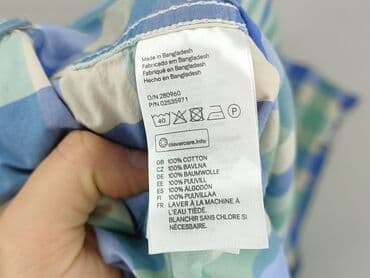 Made in Bangladesh
Fabricado em Bangladesh
Fabriqué en Bangladesh
Hecho en Bangladesh
O/N 280960
P/N 02535971
40 P
clevercare.info
GB 100% COTTON
CZ 100% BAVLNA
DE 100% BAUMWOLLE
EE 100% PUUVILL
ES 100% ALGODÓN
FI 100% PUUVILLAA
FR LAVER À LA MACHINE À
L'EAU TIÈDE.
BLANCHIR SANS CHLORE SI
NÉCESSAIRE.